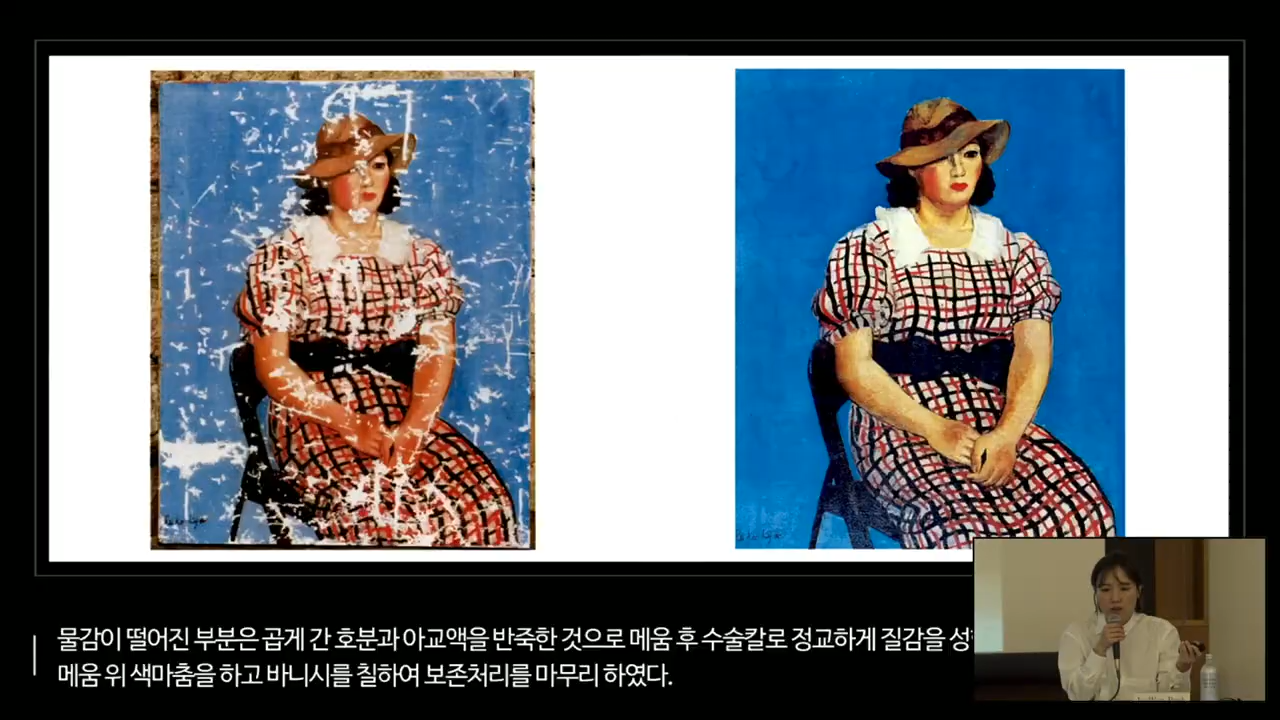 물감이 떨어진 부분은 곱게 간 호분과 아교액을 반죽한 것으로 메움 후 수술칼로 정교하게 질감을
메움 위 색마춤을 하고 바니시를 칠하여 보존처리를 마무리 하였다.